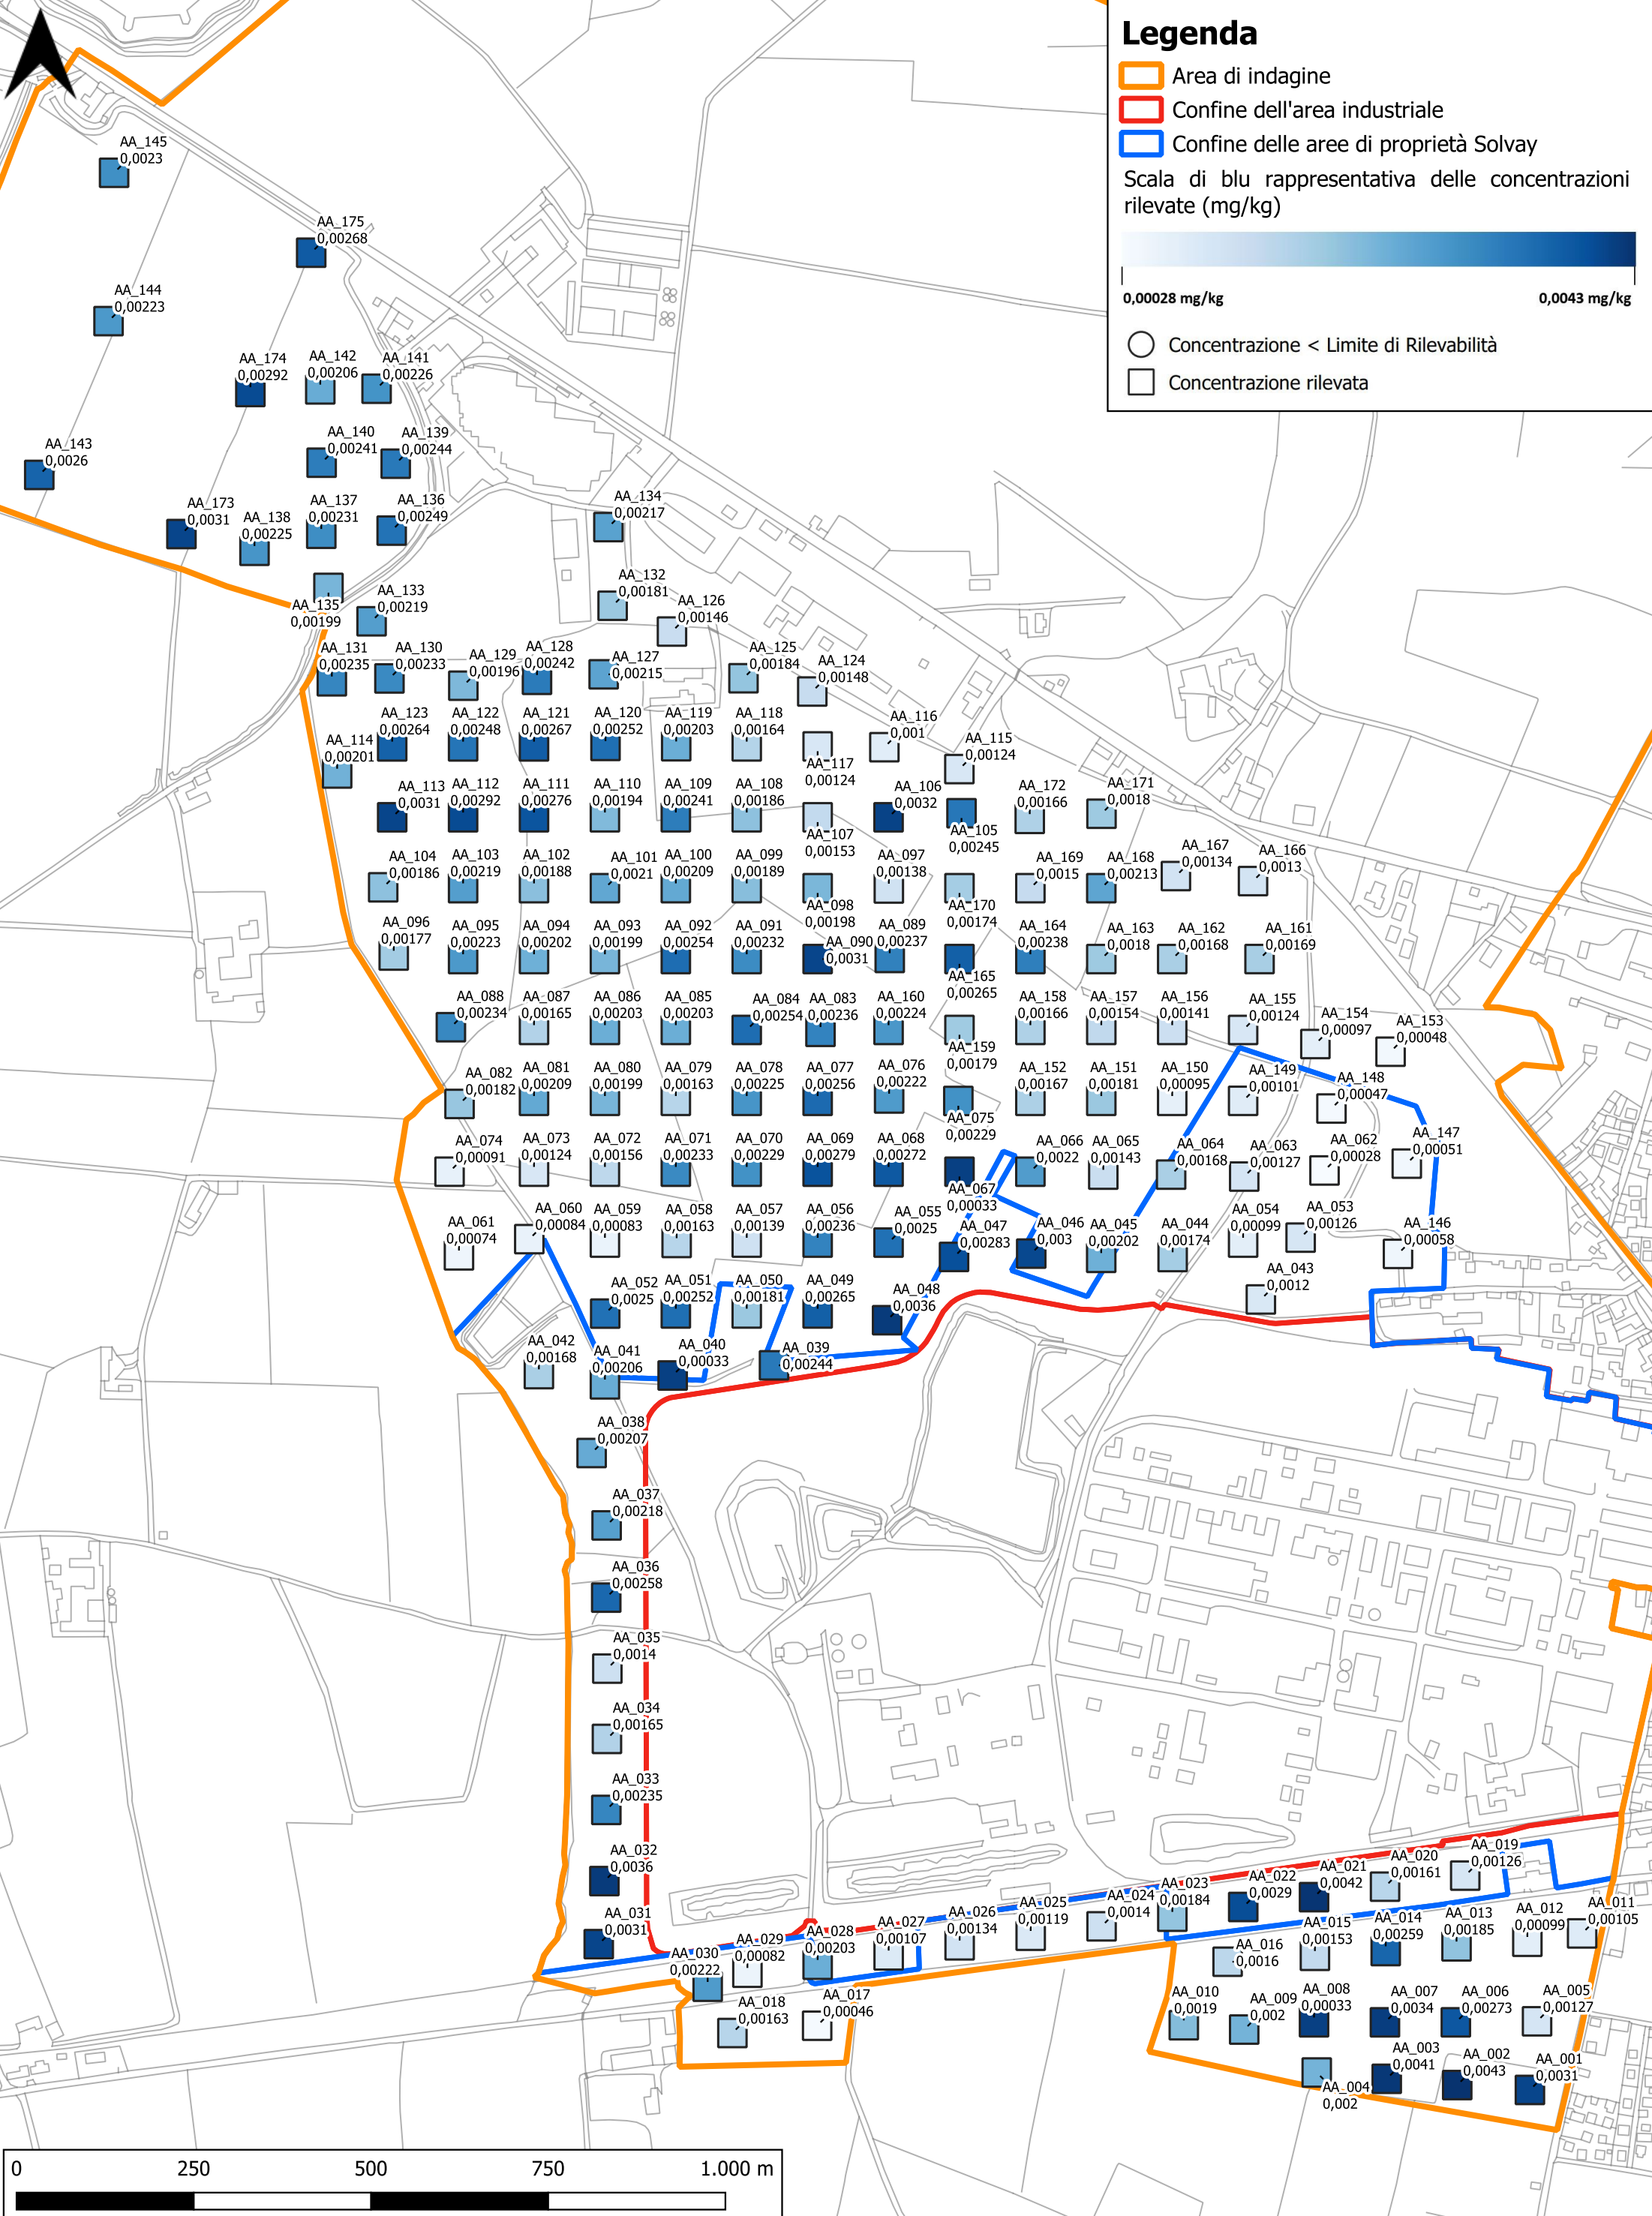 Legenda
Area di indagine
Confine dell'area industriale
Confine delle aree di proprietà Solvay
Scala di blu rappresentativa delle concentrazioni
rilevate (mg/kg)
0,00028 mg/kg
0,0043 mg/kg
Concentrazione < Limite di Rilevabilità
Concentrazione rilevata
AA_145
0,0023
AA_175
0,00268
AA_144
0,00223
AA_174
0,00292
AA_142
0,00206
AA_141
0,00226
AA_140
0,00241
AA_139
0,00244
AA_143
0,0026
AA_173
0,0031
AA_138
0,00225
AA_137
0,00231
AA_136
0,00249
AA_134
0,00217
AA_135
0,00199
AA_133
0,00219
AA_132
0,00181
AA_126
0,00146
AA_131
0,00235
AA_130
0,00233
AA_129
0,00196
AA_128
0,00242
AA_127
0,00215
AA_125
0,00184
AA_124
0,00148
AA_123
0,00264
AA_122
0,00248
AA_121
0,00267
AA_120
0,00252
AA_119
0,00203
AA_118
0,00164
AA_117
0,00124
AA_116
0,001
AA_115
0,00124
AA_114
0,00201
AA_113
0,0031
AA_112
0,00292
AA_111
0,00276
AA_110
0,00194
AA_109
0,00241
AA_108
0,00186
AA_107
0,00153
AA_106
0,0032
AA_105
0,00245
AA_172
0,00166
AA_171
0,0018
AA_104
0,00186
AA_103
0,00219
AA_102
0,00188
AA_101
0,0021
AA_100
0,00209
AA_099
0,00189
AA_098
0,00198
AA_097
0,00138
AA_170
0,00174
AA_169
0,0015
AA_168
0,00213
AA_167
0,00134
AA_166
0,0013
AA_096
0,00177
AA_095
0,00223
AA_094
0,00202
AA_093
0,00199
AA_092
0,00254
AA_091
0,00232
AA_090
0,0031
AA_089
0,00237
AA_165
0,00265
AA_164
0,00238
AA_163
0,0018
AA_162
0,00168
AA_161
0,00169
AA_088
0,00234
AA_087
0,00165
AA_086
0,00203
AA_085
0,00203
AA_084
0,00254
AA_083
0,00236
AA_160
0,00224
AA_159
0,00179
AA_158
0,00166
AA_157
0,00154
AA_156
0,00141
AA_155
0,00124
AA_154
0,00097
AA_153
0,00048
AA_082
0,00182
AA_081
0,00209
AA_080
0,00199
AA_079
0,00163
AA_078
0,00225
AA_077
0,00256
AA_076
0,00222
AA_075
0,00229
AA_152
0,00167
AA_151
0,00181
AA_150
0,00095
AA_149
0,00101
AA_148
0,00047
AA_074
0,00091
AA_073
0,00124
AA_072
0,00156
AA_071
0,00233
AA_070
0,00229
AA_069
0,00279
AA_068
0,00272
AA_067
0,00033
AA_066
0,0022
AA_065
0,00143
AA_064
0,00168
AA_063
0,00127
AA_062
0,00028
AA_147
0,00051
AA_061
0,00074
AA_060
0,00084
AA_059
0,00083
AA_058
0,00163
AA_057
0,00139
AA_056
0,00236
AA_055
0,0025
AA_047
0,00283
AA_046
0,003
AA_045
0,00202
AA_044
0,00174
AA_054
0,00099
AA_053
0,00126
AA_146
0,00058
AA_043
0,0012
AA_052
0,0025
AA_051
0,00252
AA_050
0,00181
AA_049
0,00265
AA_048
0,0036
AA_042
0,00168
AA_041
0,00206
AA_040
0,00033
AA_039
0,00244
AA_038
0,00207
AA_037
0,00218
AA_036
0,00258
AA_035
0,0014
AA_034
0,00165
AA_033
0,00235
AA_032
0,0036
AA_031
0,0031
AA_030
0,00222
AA_029
0,00082
AA_028
0,00203
AA_027
0,00107
AA_026
0,00134
AA_025
0,00119
AA_024
0,0014
AA_023
0,00184
AA_022
0,0029
AA_021
0,0042
AA_020
0,00161
AA_019
0,00126
AA_018
0,00163
AA_017
0,00046
AA_016
0,0016
AA_015
0,00153
AA_014
0,00259
AA_013
0,00185
AA_012
0,00099
AA_011
0,00105
AA_010
0,0019
AA_009
0,002
AA_008
0,00033
AA_007
0,0034
AA_006
0,00273
AA_005
0,00127
AA_004
0,002
AA_003
0,0041
AA_002
0,0043
AA_001
0,0031
0 250 500 750 1.000 m